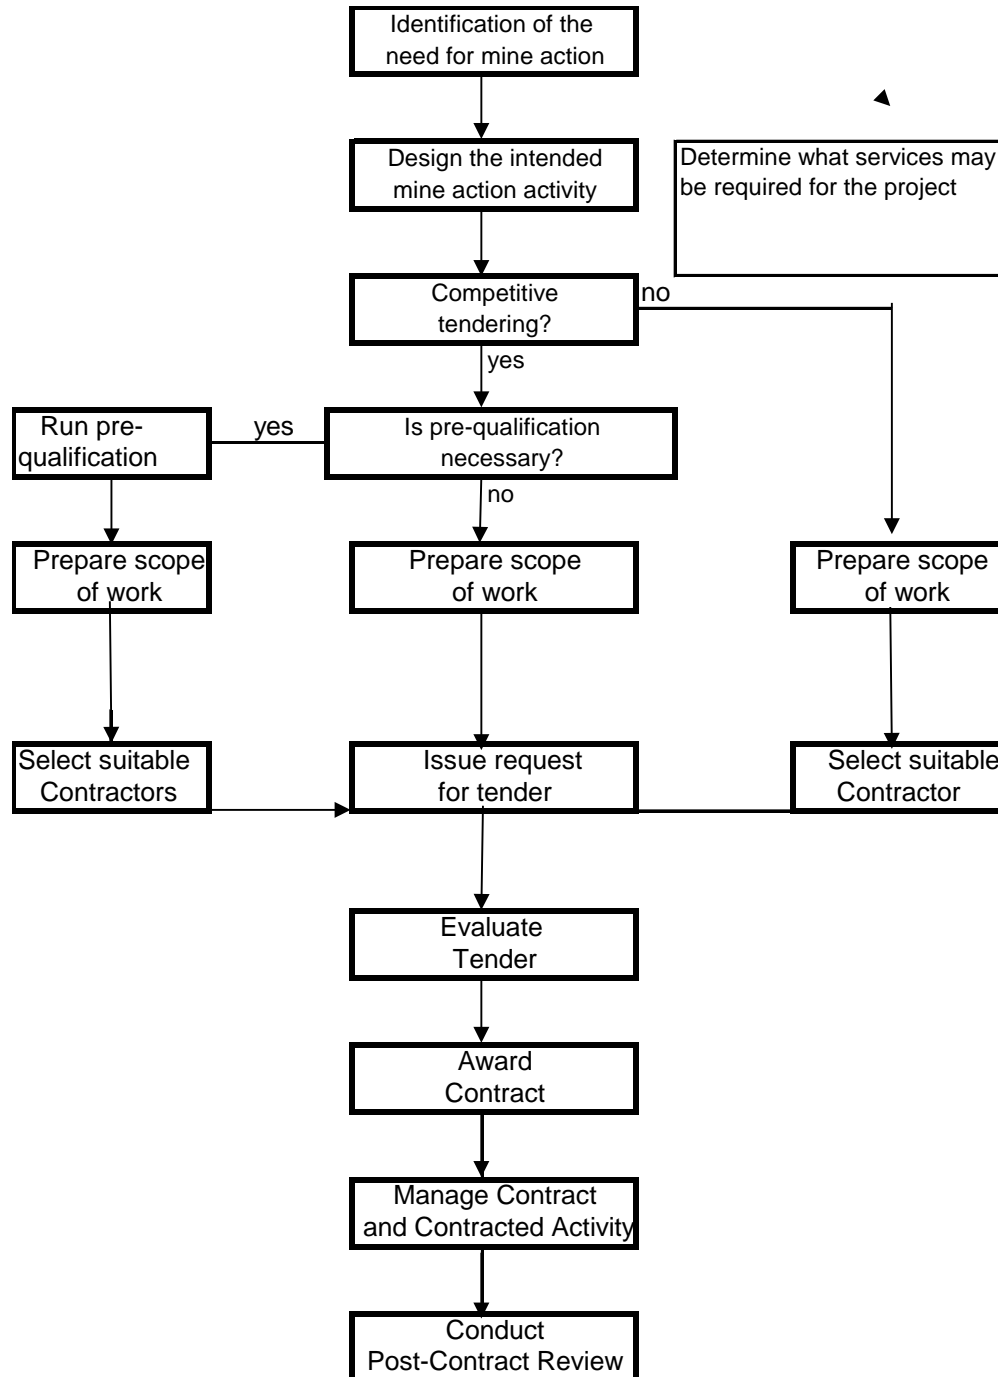 Identification of the
need for mine action
Design the intended
mine action activity
Determine what services may
be required for the project
Competitive
tendering?
no
yes
Run pre-
qualification
yes
Is pre-qualification
necessary?
no
Prepare scope
of work
Prepare scope
of work
Prepare scope
of work
Select suitable
Contractors
Issue request
for tender
Select suitable
Contractor
Evaluate
Tender
Award
Contract
Manage Contract
and Contracted Activity
Conduct
Post-Contract Review